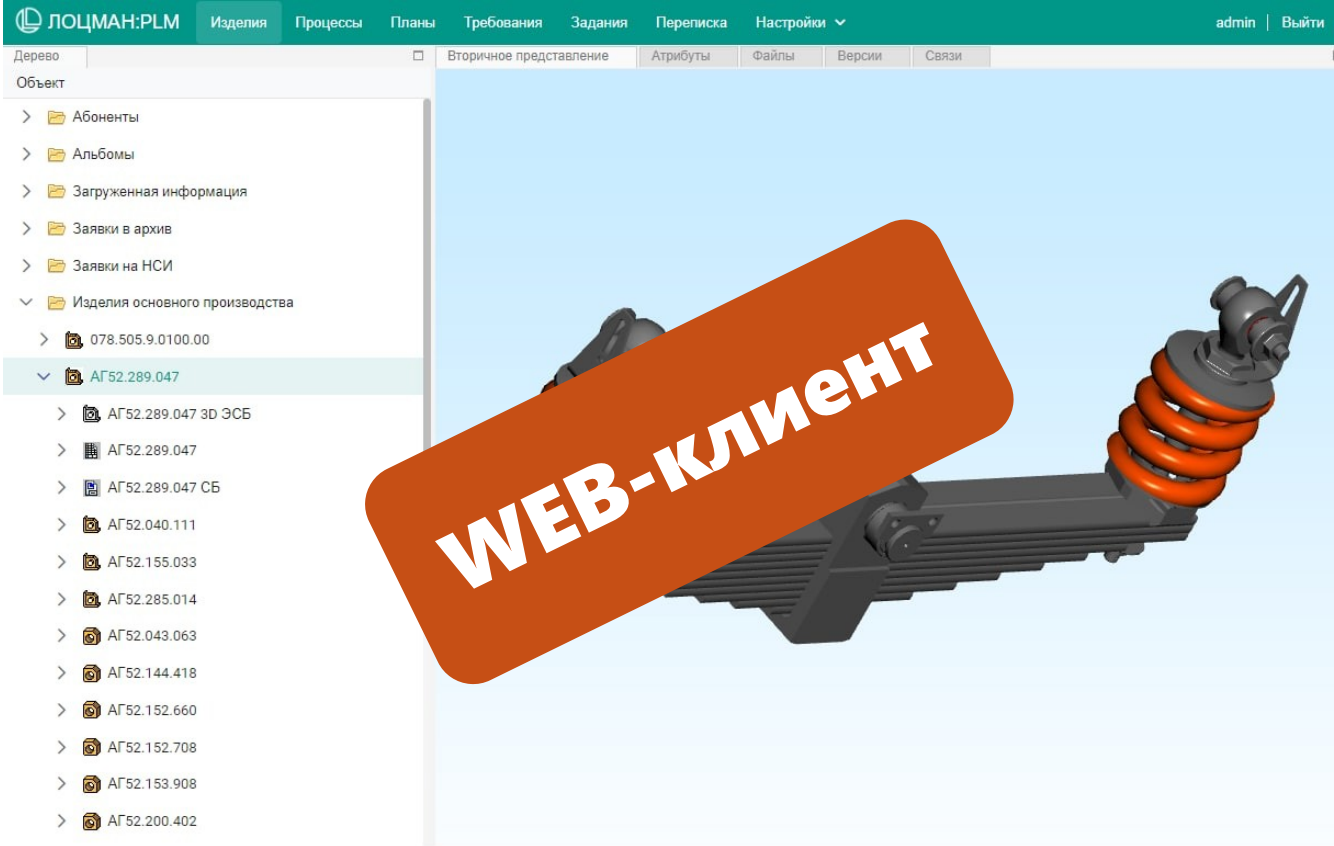 ЛОЦМАН:PLM Изделия Процессы Планы Требования Задания Переписка Настройки admin | Выйти
Дерево
Вторичное представление Атрибуты Файлы Версии Связи
Объект
Абоненты
Альбомы
Загруженная информация
Заявки в архив
Заявки на НСИ
Изделия основного производства
078.505.9.0100.00
АГ52.289.047
АГ52.289.047 3D ЭСБ
АГ52.289.047
АГ52.289.047 СБ
АГ52.040.111
АГ52.155.033
АГ52.285.014
АГ52.043.063
АГ52.144.418
АГ52.152.660
АГ52.152.708
АГ52.153.908
АГ52.200.402
WEB-клиент